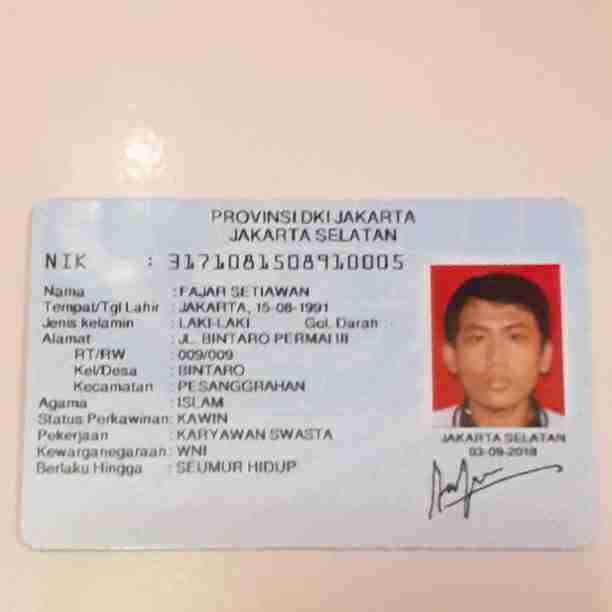 PROVINSI DKI JAKARTA
JAKARTA SELATAN
NIK : 3171081508910005
Nama : FAJAR SETIAWAN
Tempat/Tgl Lahir : JAKARTA, 15-08-1991
Jenis kelamin : LAKI-LAKI Gol. Darah :
Alamat : JL. BINTARO PERMAI III
RT/RW : 009/009
Kel/Desa : BINTARO
Kecamatan : PESANGGRAHAN
Agama : ISLAM
Status Perkawinan: KAWIN
Pekerjaan : KARYAWAN SWASTA
Kewarganegaraan: WNI
Berlaku Hingga : SEUMUR HIDUP
JAKARTA SELATAN
03-09-2018